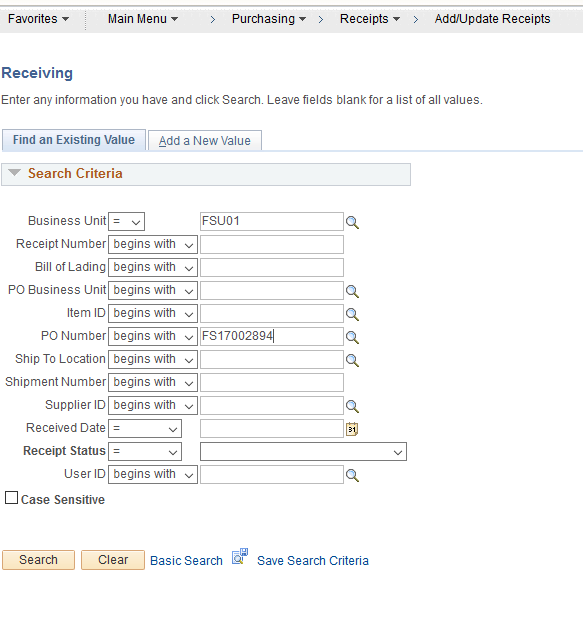 Favorites Main Menu > Purchasing > Receipts > Add/Update Receipts
Receiving
Enter any information you have and click Search. Leave fields blank for a list of all values.
Find an Existing Value Add a New Value
Search Criteria
Business Unit = FSU01
Receipt Number begins with
Bill of Lading begins with
PO Business Unit begins with
Item ID begins with
PO Number begins with FS17002894
Ship To Location begins with
Shipment Number begins with
Supplier ID begins with
Received Date = 31
Receipt Status =
User ID begins with
Case Sensitive
Search Clear Basic Search Save Search Criteria